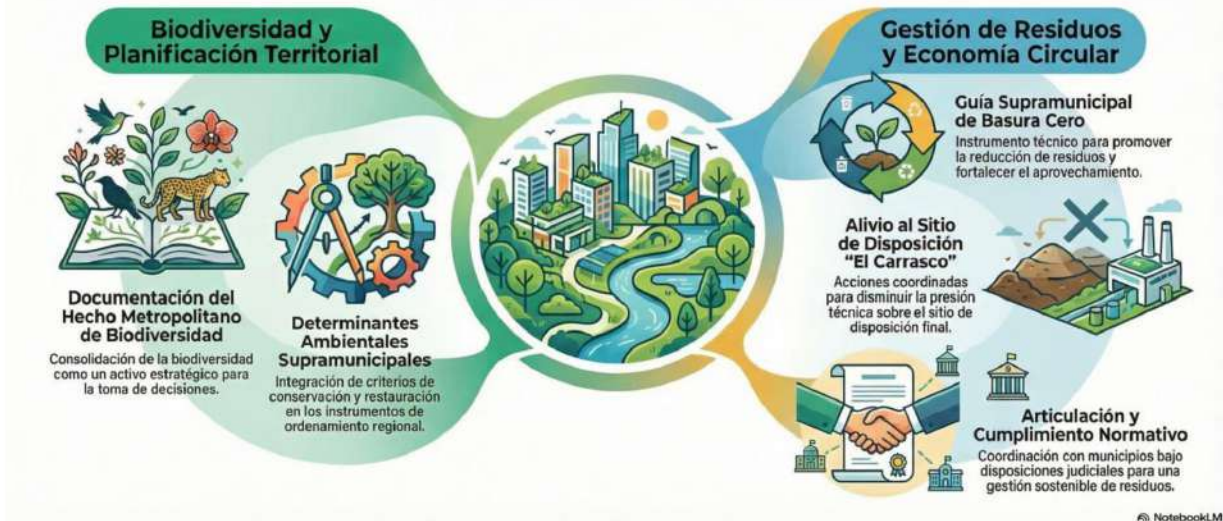 Biodiversidad y
Planificación Territorial
Documentación del
Hecho Metropolitano
de Biodiversidad
Consolidación de la biodiversidad
como un activo estratégico para
la toma de decisiones.
Determinantes
Ambientales
Supramunicipales
Integración de criterios de
conservación y restauración
en los instrumentos de
ordenamiento regional.
Gestión de Residuos
y Economía Circular
Guía Supramunicipal
de Basura Cero
Instrumento técnico para promover
la reducción de residuos y
fortalecer el aprovechamiento.
Alivio al Sitio
de Disposición
"El Carrasco"
Acciones coordinadas
para disminuir la presión
técnica sobre el sitio de
disposición final.
Articulación y
Cumplimiento Normativo
Coordinación con municipios bajo
disposiciones judiciales para una
gestión sostenible de residuos.
NotebookLM